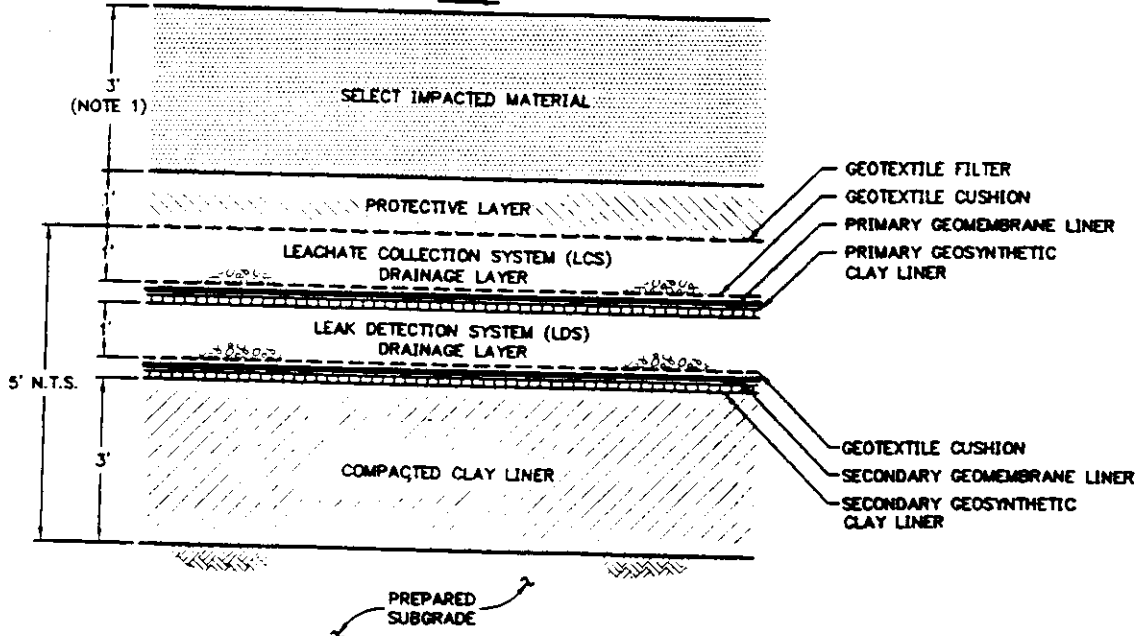 3'
(NOTE 1)
SELECT IMPACTED MATERIAL
1'
PROTECTIVE LAYER
GEOTEXTILE FILTER
GEOTEXTILE CUSHION
PRIMARY GEOMEMBRANE LINER
PRIMARY GEOSYNTHETIC
CLAY LINER
LEACHATE COLLECTION SYSTEM (LCS)
DRAINAGE LAYER
1'
LEAK DETECTION SYSTEM (LDS)
DRAINAGE LAYER
5' N.T.S.
3'
COMPACTED CLAY LINER
GEOTEXTILE CUSHION
SECONDARY GEOMEMBRANE LINER
SECONDARY GEOSYNTHETIC
CLAY LINER
PREPARED
SUBGRADE